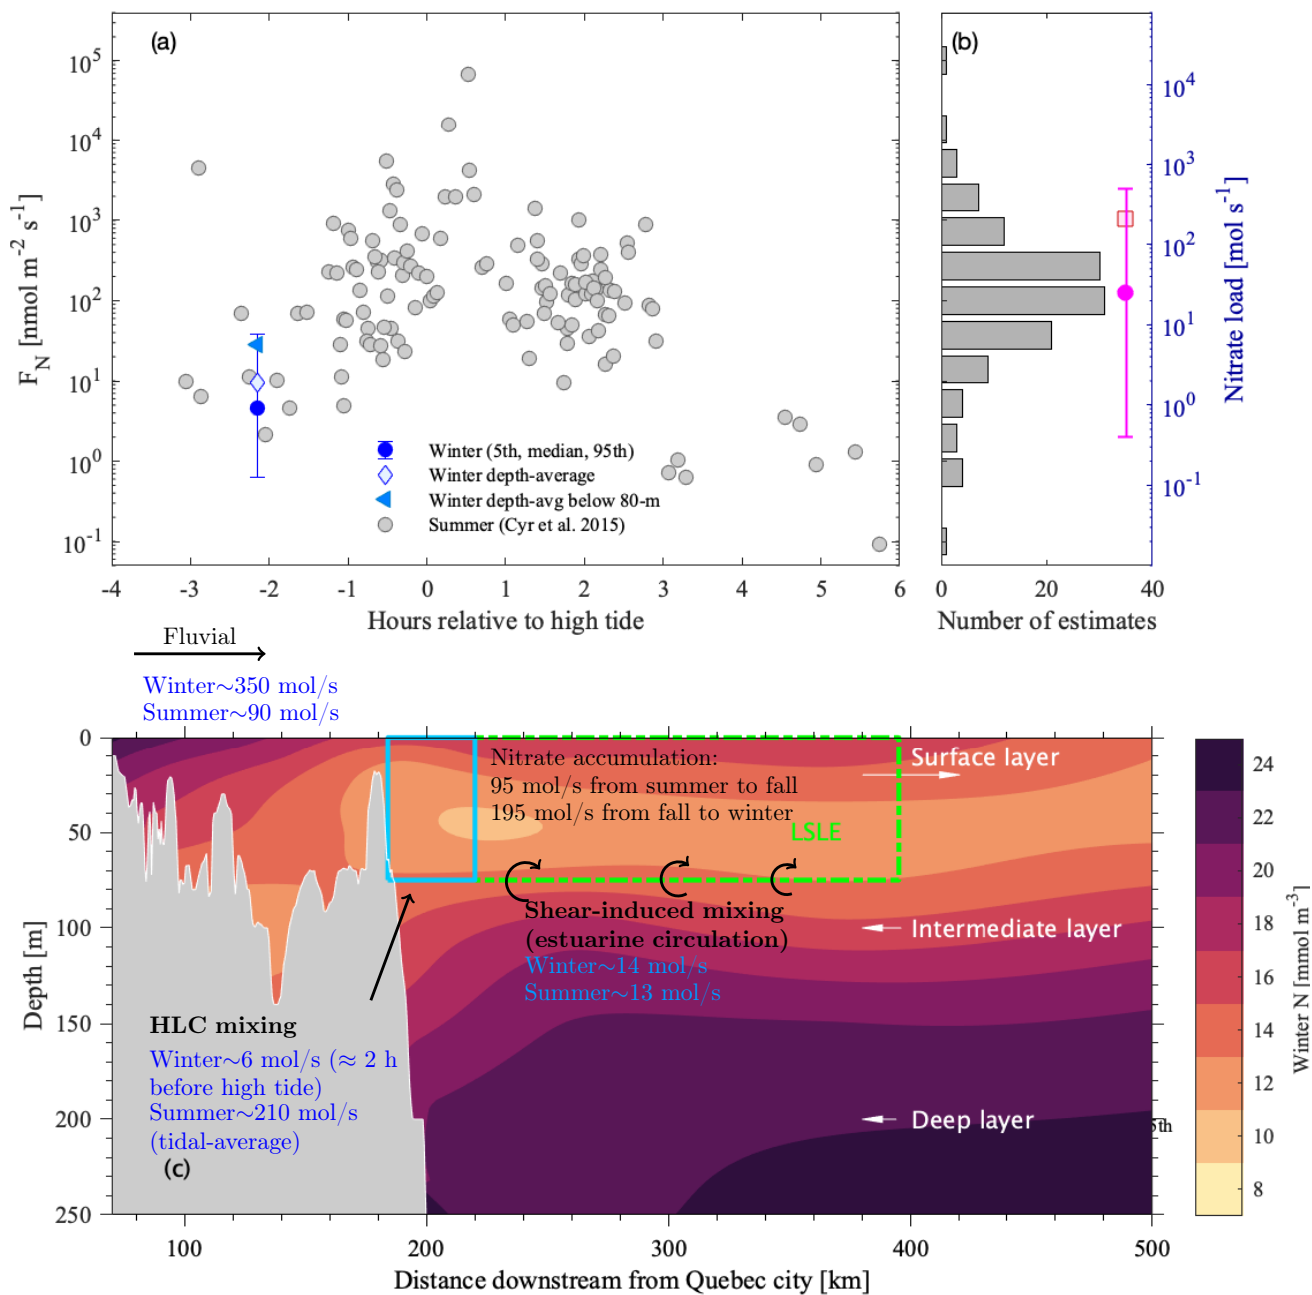 (a)
10^5
10^4
10^3
10^2
10^1
10^0
10^-1
F_N [nmol m^-2 s^-1]
-4 -3 -2 -1 0 1 2 3 4 5 6
Hours relative to high tide
Winter (5th, median, 95th)
Winter depth-average
Winter depth-avg below 80-m
Summer (Cyr et al. 2015)
(b)
10^4
10^3
10^2
10^1
10^0
10^-1
Nitrate load [mol s^-1]
0 20 40
Number of estimates
Fluvial
Winter~350 mol/s
Summer~90 mol/s
Nitrate accumulation:
95 mol/s from summer to fall
195 mol/s from fall to winter
LSLE
Surface layer
Shear-induced mixing
(estuarine circulation)
Winter~14 mol/s
Summer~13 mol/s
Intermediate layer
HLC mixing
Winter~6 mol/s (≈ 2 h
before high tide)
Summer~210 mol/s
(tidal-average)
Deep layer
5th
(c)
0
50
100
150
200
250
Depth [m]
100 200 300 400 500
Distance downstream from Quebec city [km]
24
22
20
18
16
14
12
10
8
Winter N [mmol m^-3]